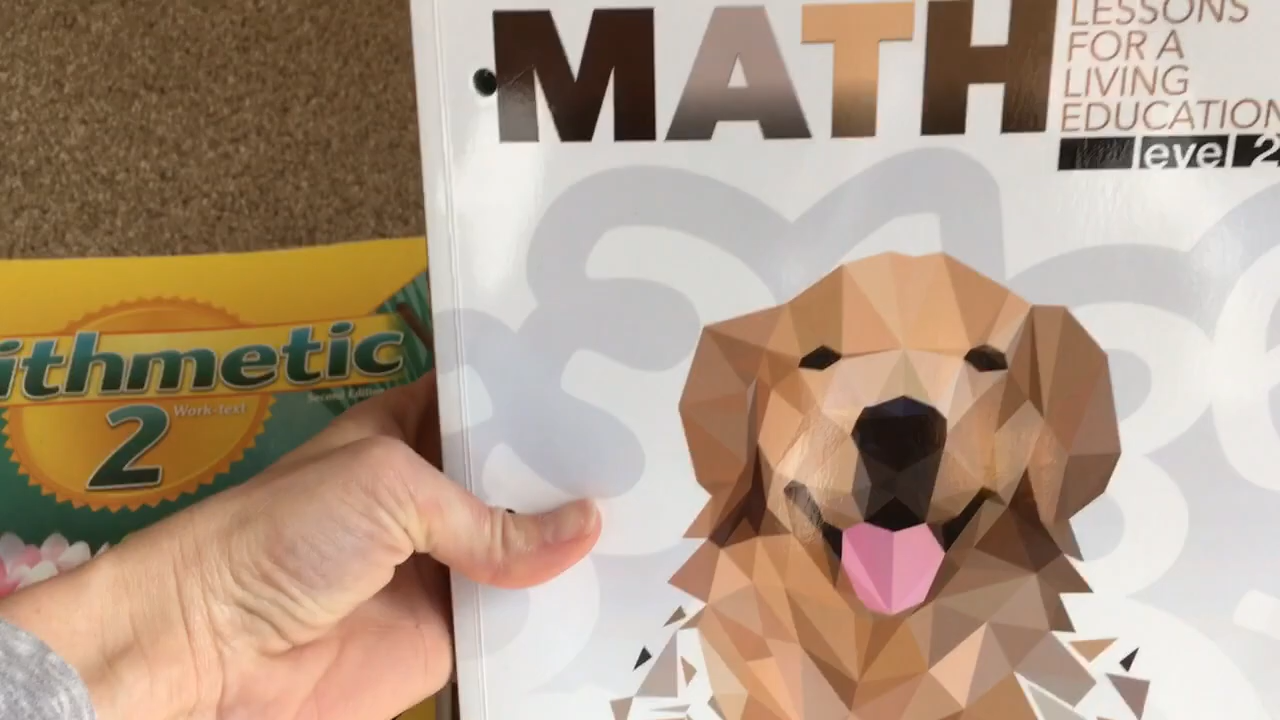 MATH
LESSONS
FOR A
LIVING
EDUCATION
level 2
ithmetic
Second Edition
2
Work-text